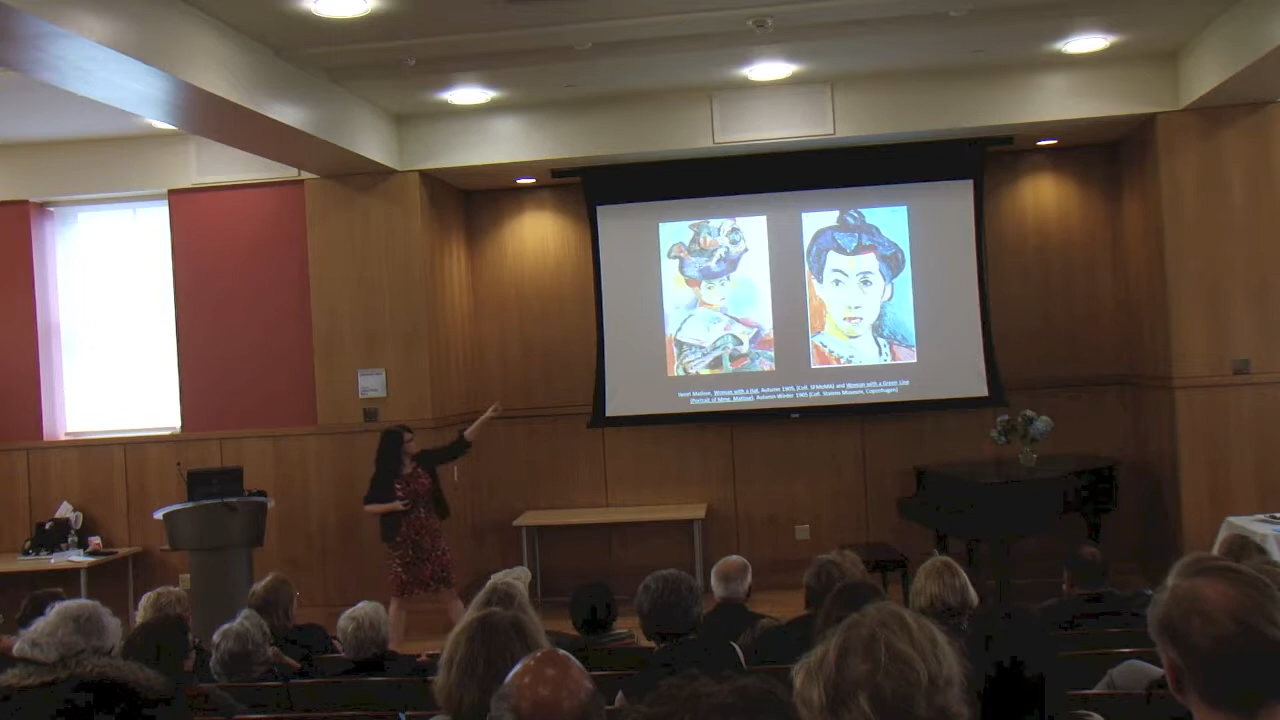 Henri Matisse, Woman with a Hat, Autumn 1905, [Coll. SFMoMA] and Woman with a Green Line
(Portrait of Mme. Matisse), Autumn-Winter 1905 [Coll. Statens Museum, Copenhagen]